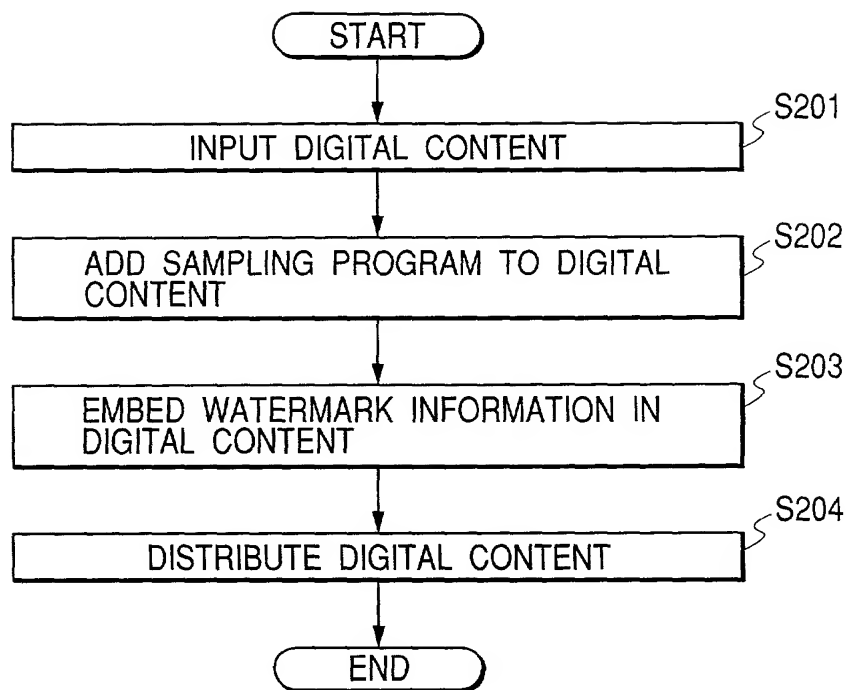 START
S201
INPUT DIGITAL CONTENT
S202
ADD SAMPLING PROGRAM TO DIGITAL
CONTENT
S203
EMBED WATERMARK INFORMATION IN
DIGITAL CONTENT
S204
DISTRIBUTE DIGITAL CONTENT
END